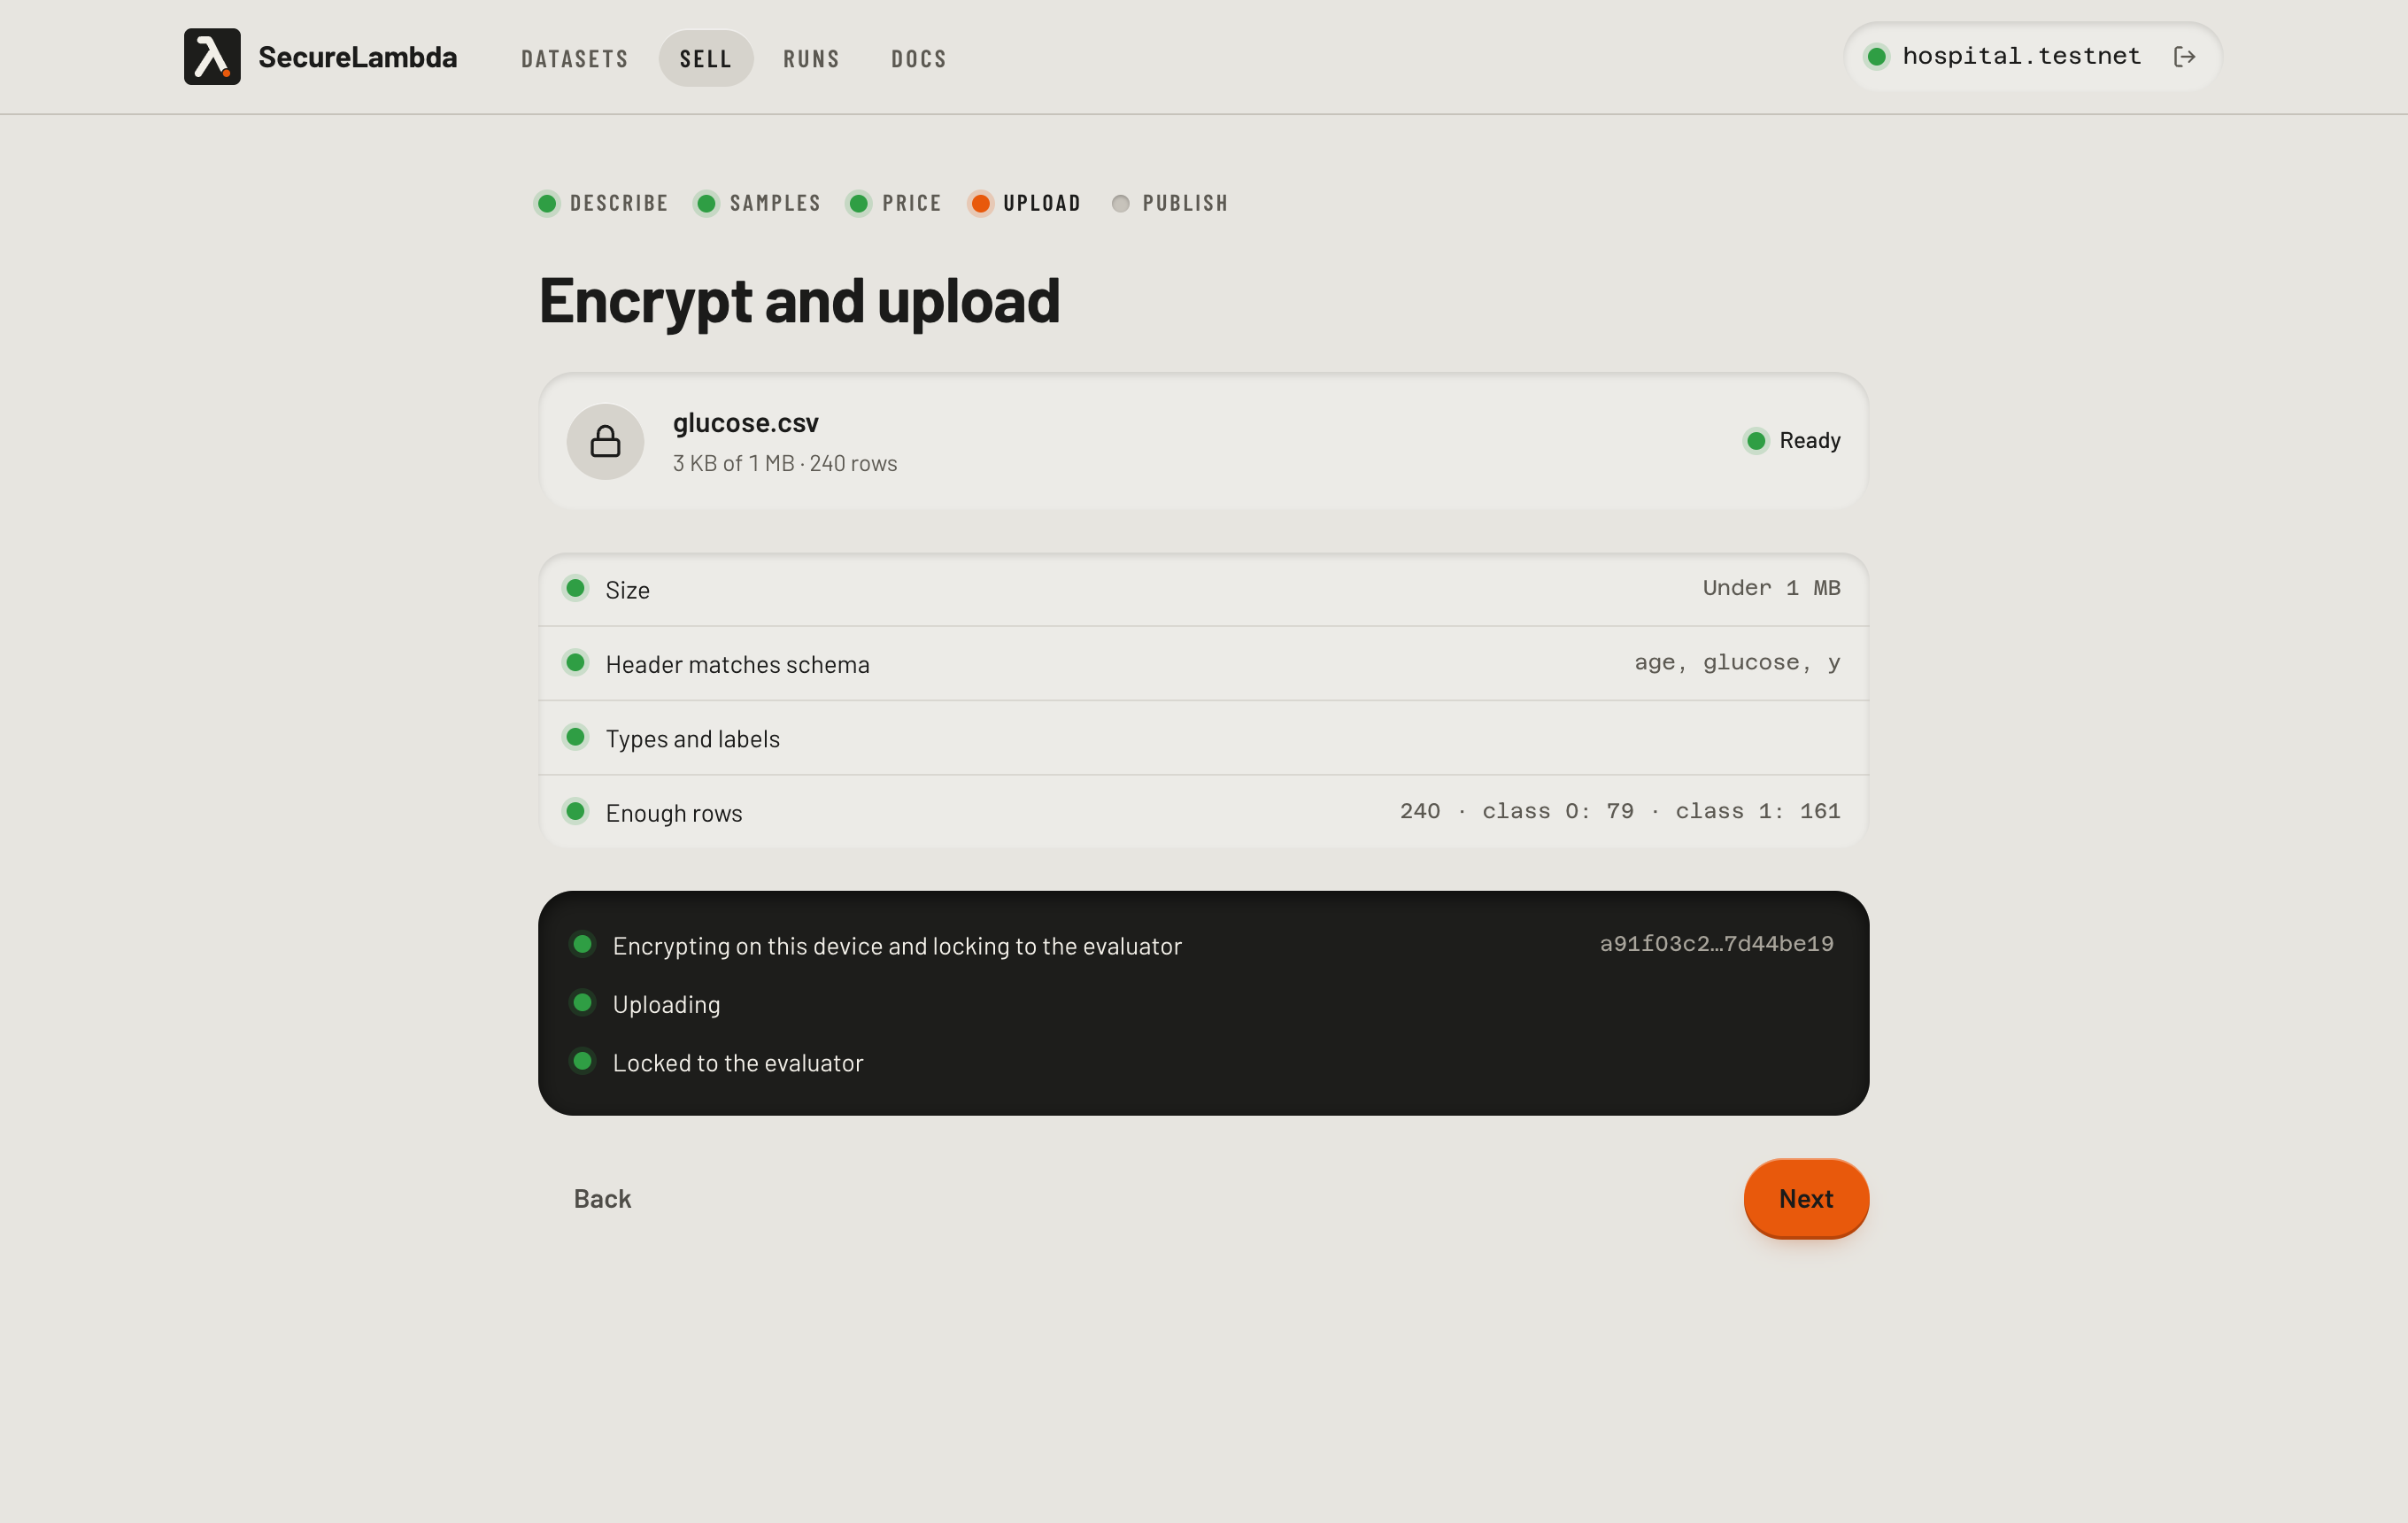 SecureLambda DATASETS SELL RUNS DOCS hospital.testnet
DESCRIBE SAMPLES PRICE UPLOAD PUBLISH
Encrypt and upload
glucose.csv
3 KB of 1 MB · 240 rows
Ready
Size Under 1 MB
Header matches schema age, glucose, y
Types and labels
Enough rows 240 · class 0: 79 · class 1: 161
Encrypting on this device and locking to the evaluator a91f03c2…7d44be19
Uploading
Locked to the evaluator
Back Next